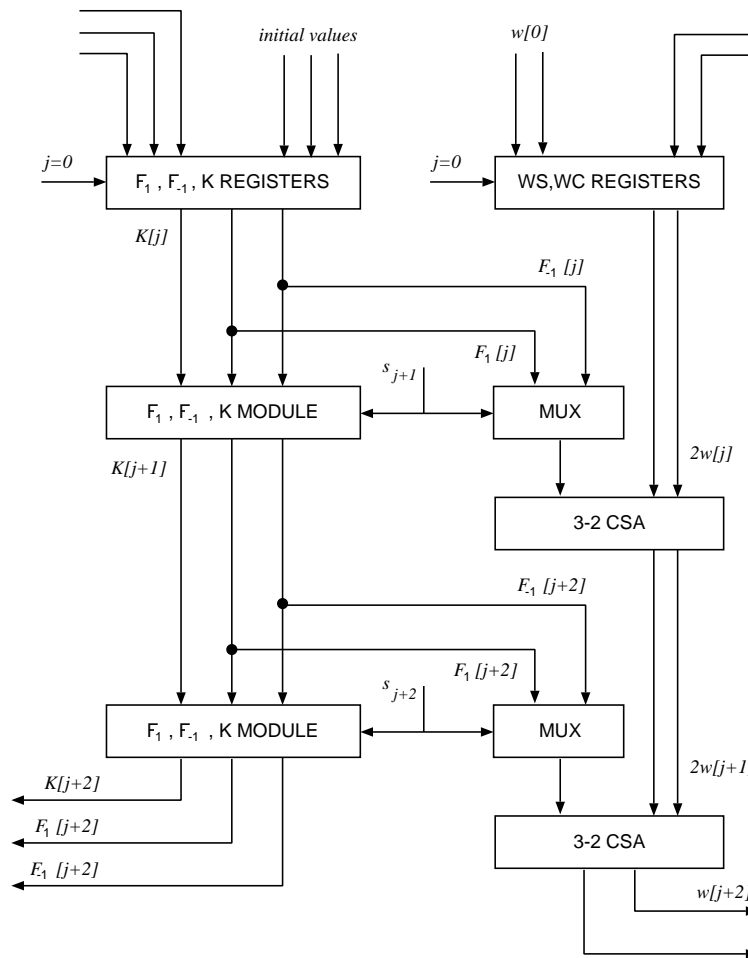 initial values
w[0]
j=0
F₁ , F₋₁ , K REGISTERS
j=0
WS,WC REGISTERS
K[j]
F₋₁ [j]
F₁ [j]
s j+1
F₁ , F₋₁ , K MODULE
MUX
K[j+1]
2w[j]
3-2 CSA
F₋₁ [j+2]
F₁ [j+2]
s j+2
F₁ , F₋₁ , K MODULE
MUX
K[j+2]
2w[j+1]
F₁ [j+2]
3-2 CSA
F₋₁ [j+2]
w[j+2]